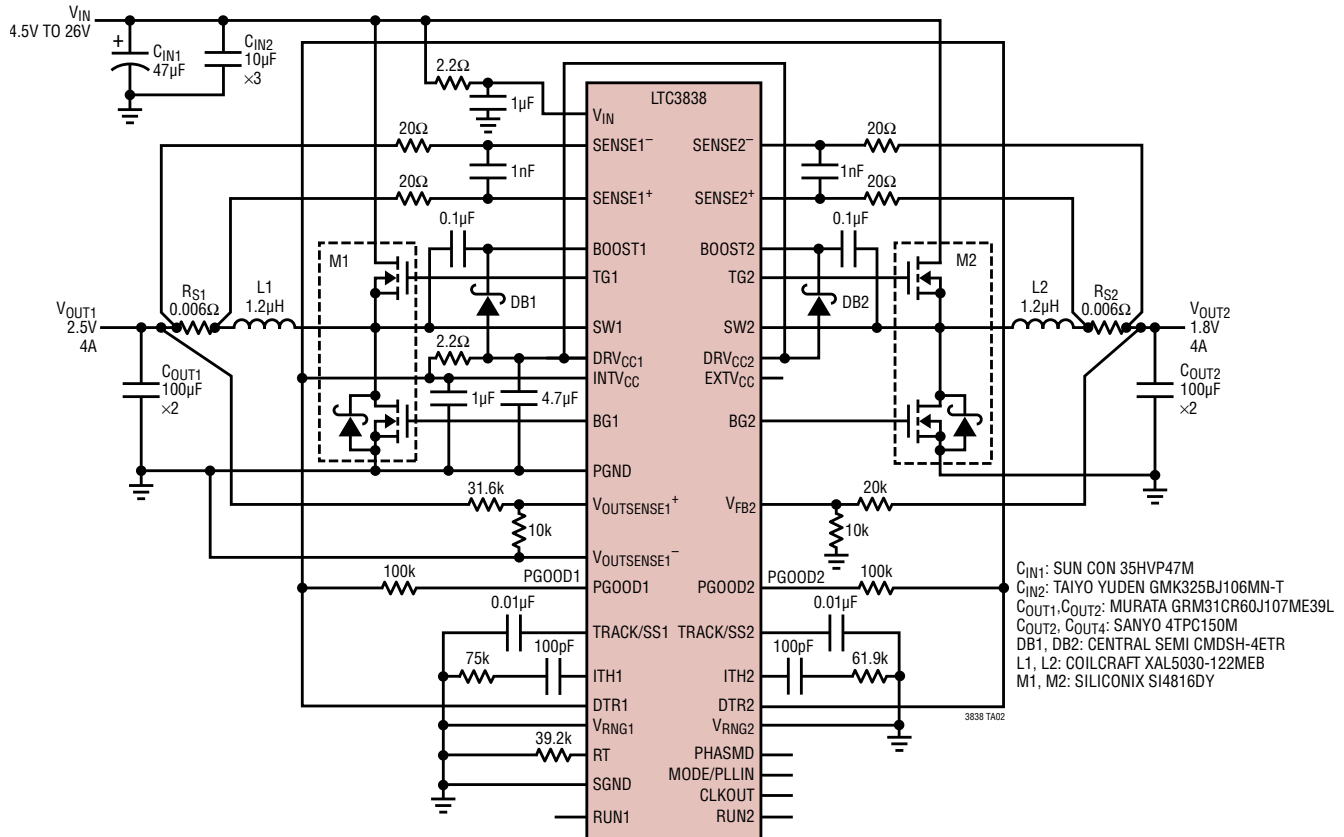 VIN
4.5V TO 26V
+
CIN1
47µF
CIN2
10µF
×3
2.2Ω
1µF
LTC3838
VIN
20Ω
SENSE1–
SENSE2–
20Ω
1nF
1nF
20Ω
SENSE1+
SENSE2+
20Ω
0.1µF
0.1µF
BOOST1
BOOST2
M1
M2
TG1
TG2
DB1
DB2
VOUT1
2.5V
4A
RS1
0.006Ω
L1
1.2µH
SW1
SW2
L2
1.2µH
RS2
0.006Ω
VOUT2
1.8V
4A
2.2Ω
DRVCC1
DRVCC2
INTVCC
EXTVCC
COUT1
100µF
×2
1µF
4.7µF
COUT2
100µF
×2
BG1
BG2
PGND
31.6k
VOUTSENSE1+
VFB2
20k
10k
10k
VOUTSENSE1–
100k
PGOOD1
PGOOD1
PGOOD2
PGOOD2
100k
0.01µF
0.01µF
TRACK/SS1
TRACK/SS2
100pF
100pF
75k
ITH1
ITH2
61.9k
DTR1
DTR2
VRNG1
VRNG2
39.2k
RT
PHASMD
MODE/PLLIN
SGND
CLKOUT
RUN1
RUN2
3838 TA02
CIN1: SUN CON 35HVP47M
CIN2: TAIYO YUDEN GMK325BJ106MN-T
COUT1,COUT2: MURATA GRM31CR60J107ME39L
COUT2, COUT4: SANYO 4TPC150M
DB1, DB2: CENTRAL SEMI CMDSH-4ETR
L1, L2: COILCRAFT XAL5030-122MEB
M1, M2: SILICONIX SI4816DY